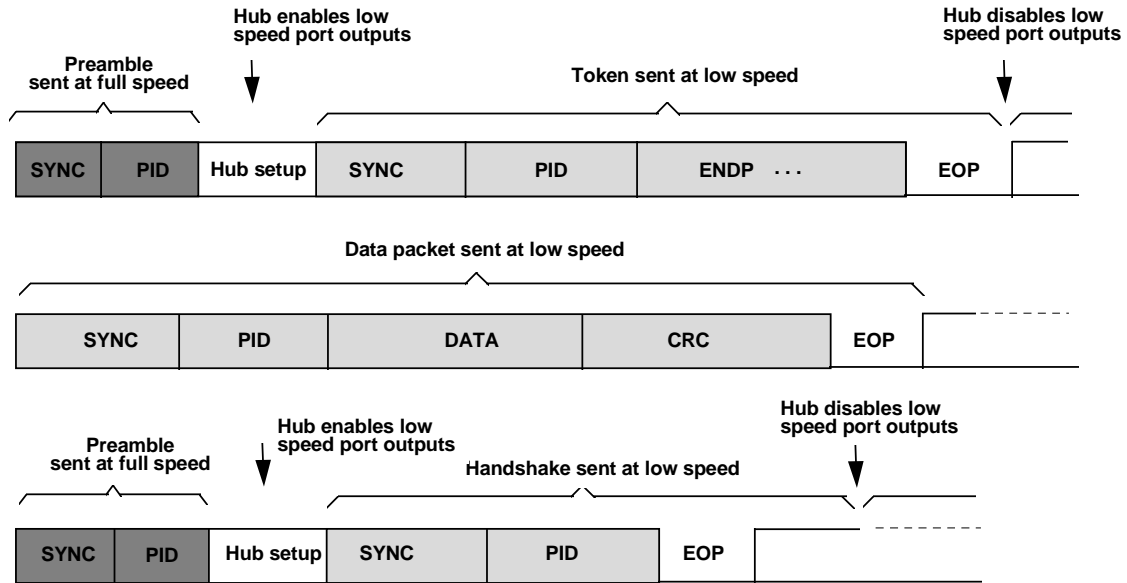 Hub enables low
speed port outputs
Hub disables low
speed port outputs
Preamble
sent at full speed
Token sent at low speed
SYNC PID Hub setup SYNC PID ENDP . . . EOP
Data packet sent at low speed
SYNC PID DATA CRC EOP
Hub enables low
speed port outputs
Hub disables low
speed port outputs
Preamble
sent at full speed
Handshake sent at low speed
SYNC PID Hub setup SYNC PID EOP